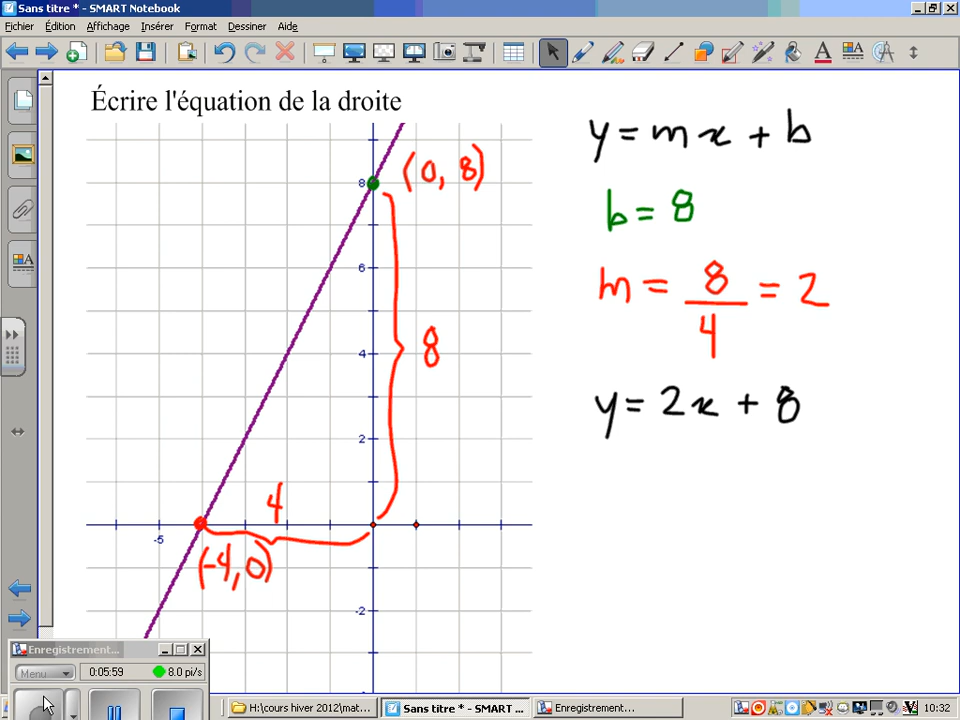 Sans titre * - SMART Notebook
Fichier Édition Affichage Insérer Format Dessiner Aide
Écrire l'équation de la droite
y = mx + b
(0, 8)
8
b = 8
6
m = 8/4 = 2
4
8
y = 2x + 8
2
4
-5
(-4, 0)
-2
Enregistrement...
Menu
0:05:59
8.0 pi/s
H:\cours hiver 2012\mat...
Sans titre * - SMART ...
Enregistrement...
10:32